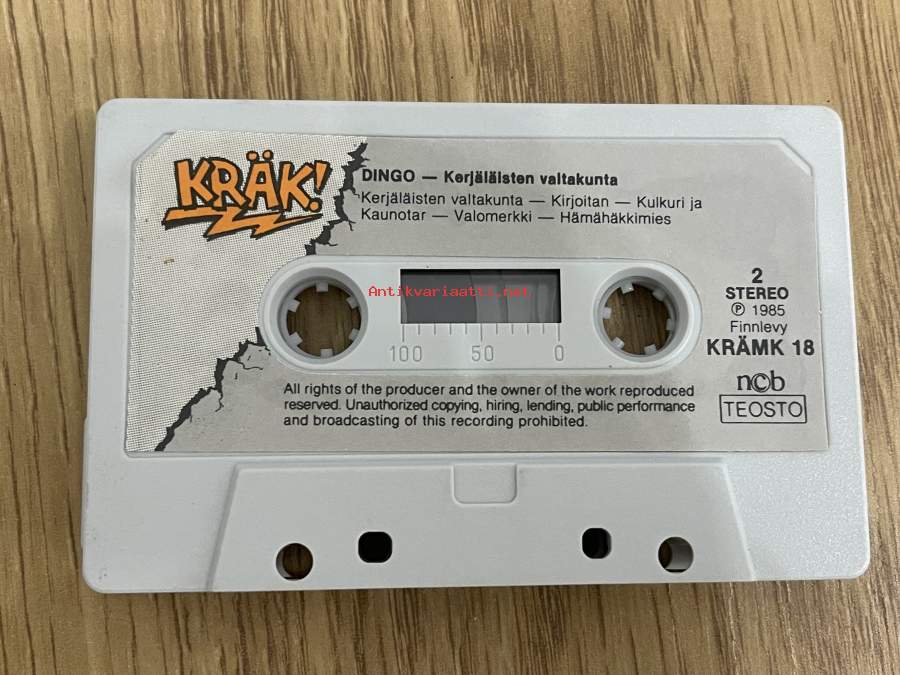 KRÄK!
DINGO — Kerjäläisten valtakunta
Kerjäläisten valtakunta — Kirjoitan — Kulkuri ja
Kaunotar — Valomerkki — Hämähäkkimies
2
STEREO
℗ 1985
Finnlevy
KRÄMK 18
ncb
TEOSTO
Antikvariaatti.net
100 50 0
All rights of the producer and the owner of the work reproduced
reserved. Unauthorized copying, hiring, lending, public performance
and broadcasting of this recording prohibited.